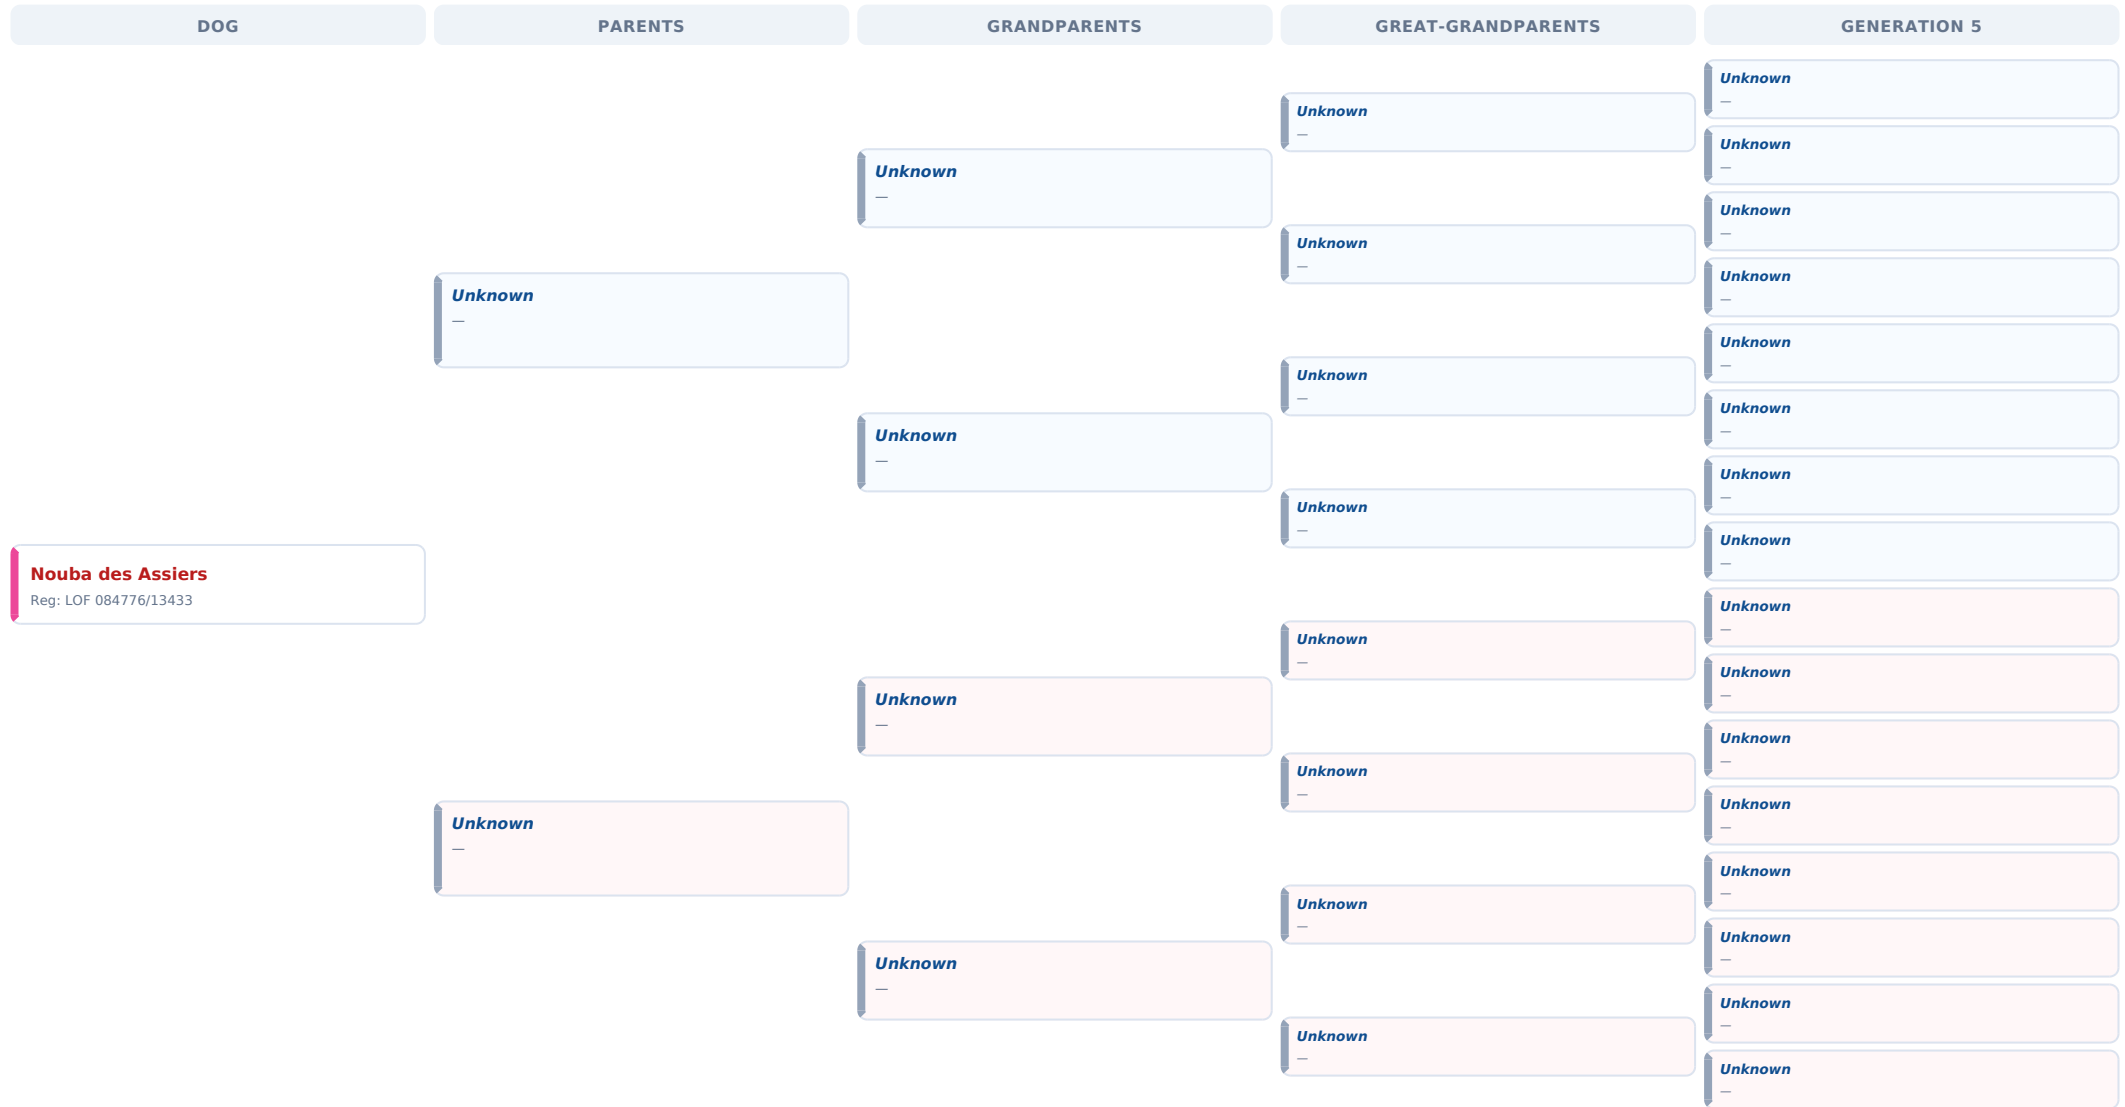 DOG
PARENTS
GRANDPARENTS
GREAT-GRANDPARENTS
GENERATION 5
Nouba des Assiers
Reg: LOF 084776/13433
Unknown
—
Unknown
—
Unknown
—
Unknown
—
Unknown
—
Unknown
—
Unknown
—
Unknown
—
Unknown
—
Unknown
—
Unknown
—
Unknown
—
Unknown
—
Unknown
—
Unknown
—
Unknown
—
Unknown
—
Unknown
—
Unknown
—
Unknown
—
Unknown
—
Unknown
—
Unknown
—
Unknown
—
Unknown
—
Unknown
—
Unknown
—
Unknown
—
Unknown
—
Unknown
—